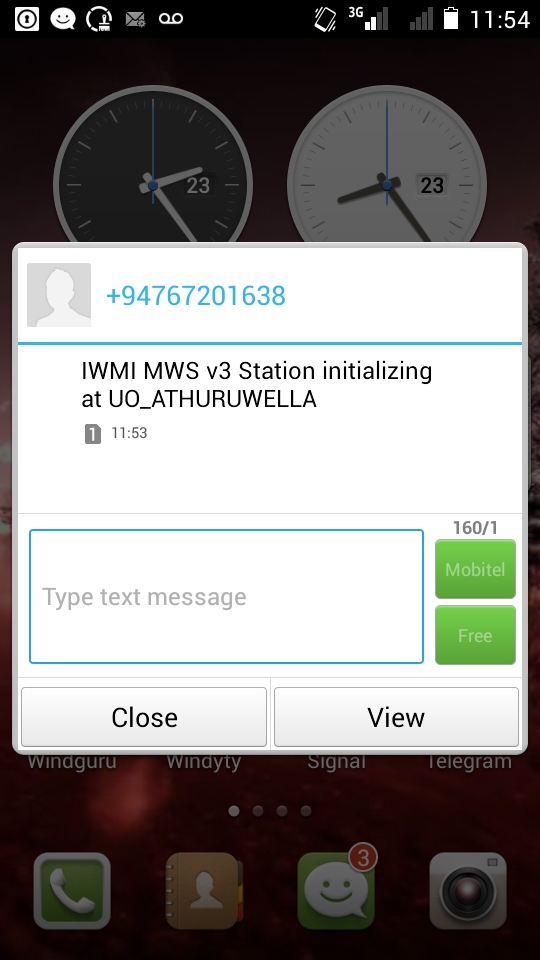 3G 11:54
23 23
+94767201638
IWMI MWS v3 Station initializing
at UO_ATHURUWELLA
1 11:53
160/1
Type text message
Mobitel
Free
Close View
Windguru Windyty Signal Telegram
3